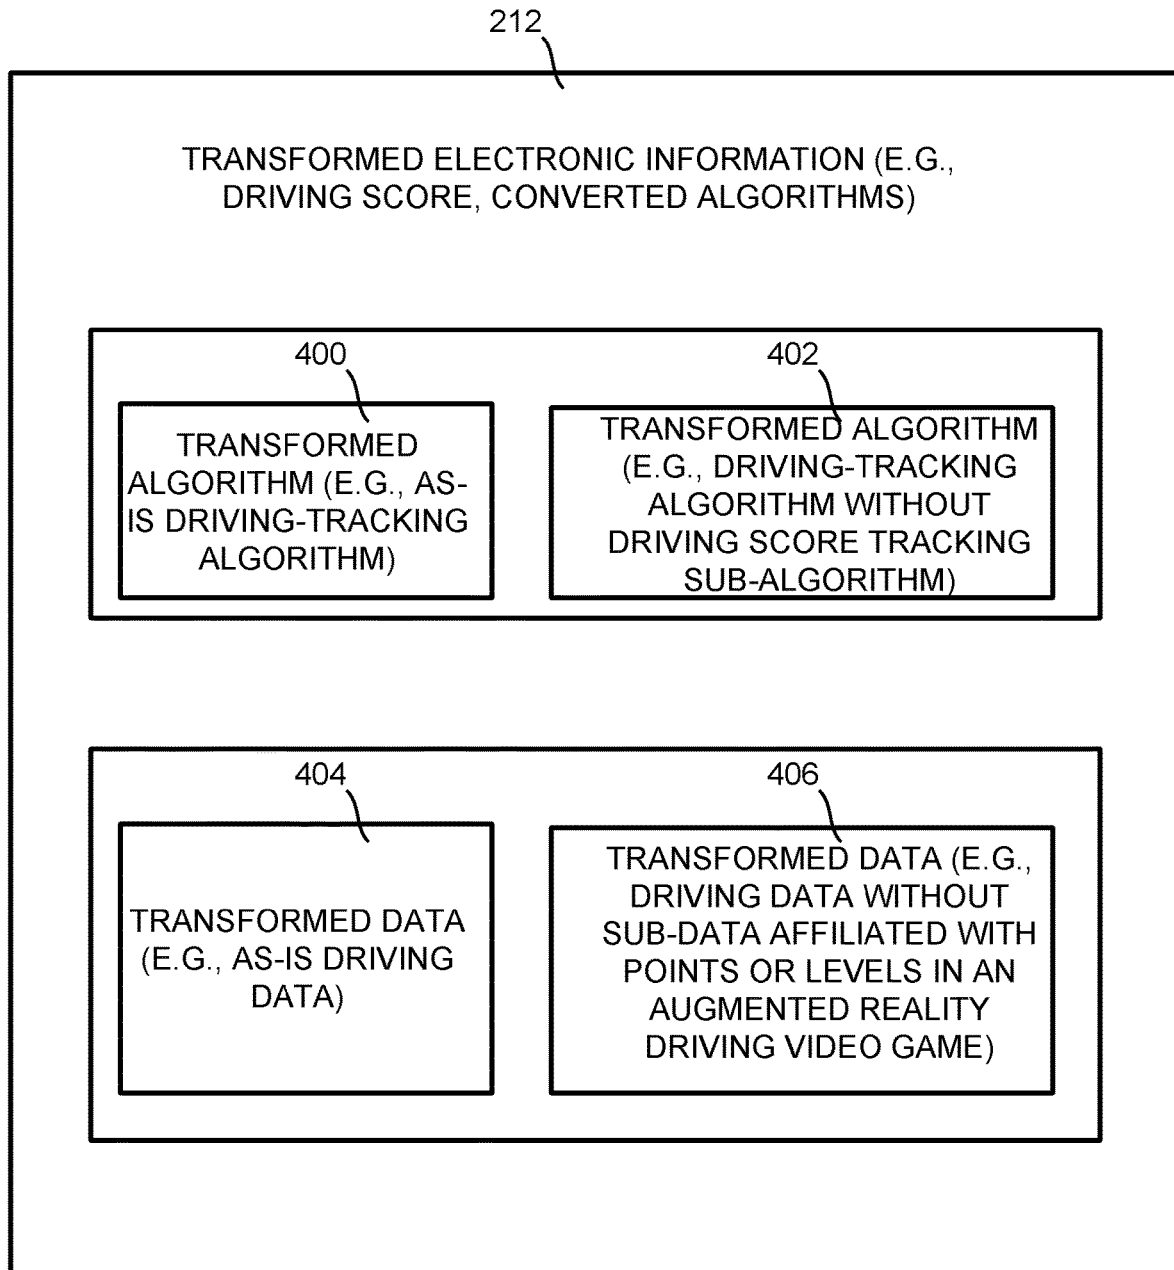 212
TRANSFORMED ELECTRONIC INFORMATION (E.G.,
DRIVING SCORE, CONVERTED ALGORITHMS)
400
TRANSFORMED
ALGORITHM (E.G., AS-
IS DRIVING-TRACKING
ALGORITHM)
402
TRANSFORMED ALGORITHM
(E.G., DRIVING-TRACKING
ALGORITHM WITHOUT
DRIVING SCORE TRACKING
SUB-ALGORITHM)
404
TRANSFORMED DATA
(E.G., AS-IS DRIVING
DATA)
406
TRANSFORMED DATA (E.G.,
DRIVING DATA WITHOUT
SUB-DATA AFFILIATED WITH
POINTS OR LEVELS IN AN
AUGMENTED REALITY
DRIVING VIDEO GAME)